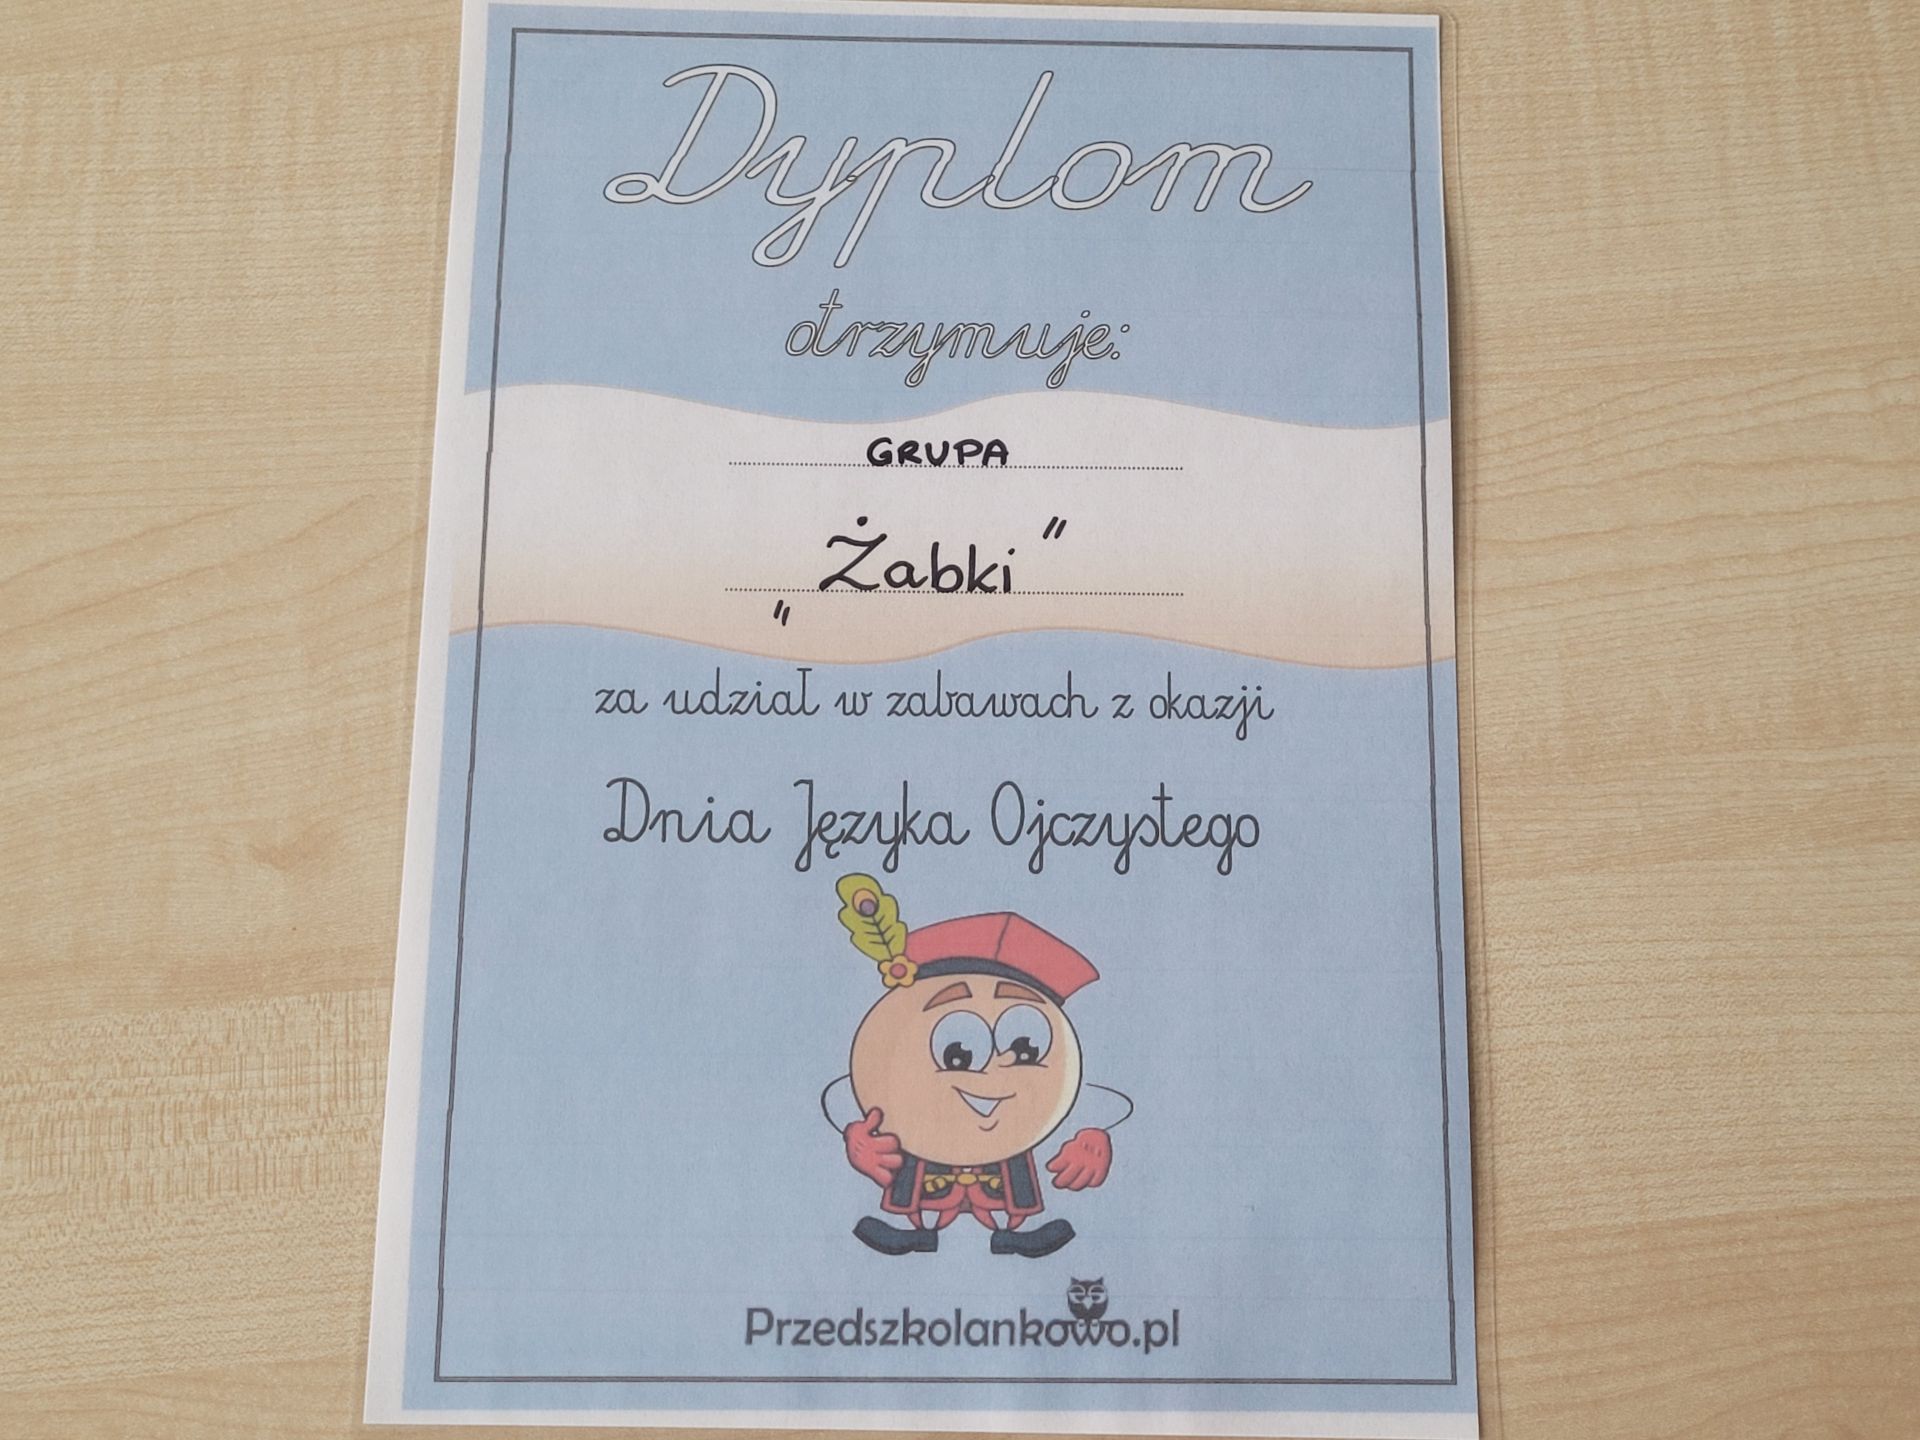 Dyplom
otrzymuje:
GRUPA
„Żabki"
za udział w zabawach z okazji
Dnia Języka Ojczystego
Przedszkolankowo.pl